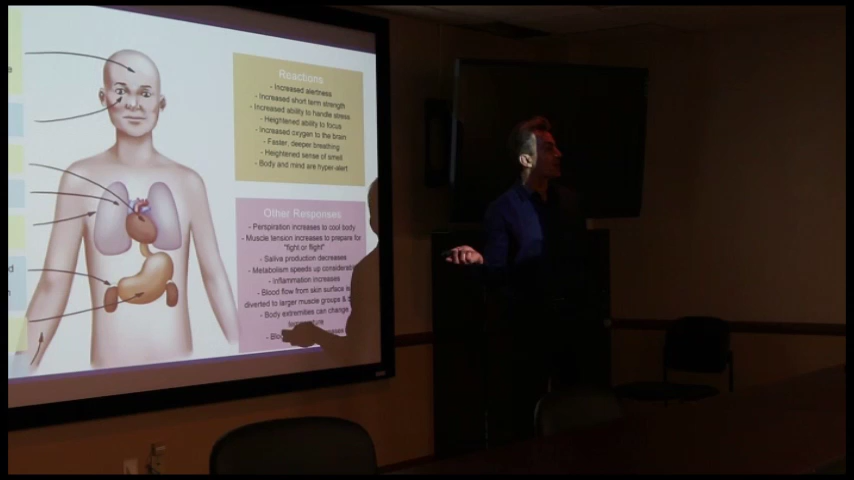 Reactions
- Increased alertness
- Increased short term strength
- Increased ability to handle stress
- Heightened ability to focus
- Increased oxygen to the brain
- Faster, deeper breathing
- Heightened sense of smell
- Body and mind are hyper-alert
Other Responses
- Perspiration increases to cool body
- Muscle tension increases to prepare for
"fight or flight"
- Saliva production decreases
- Metabolism speeds up
- Inflammation increases
- Blood flow from skin surface is
diverted to larger muscle groups &
- Body extremities can change